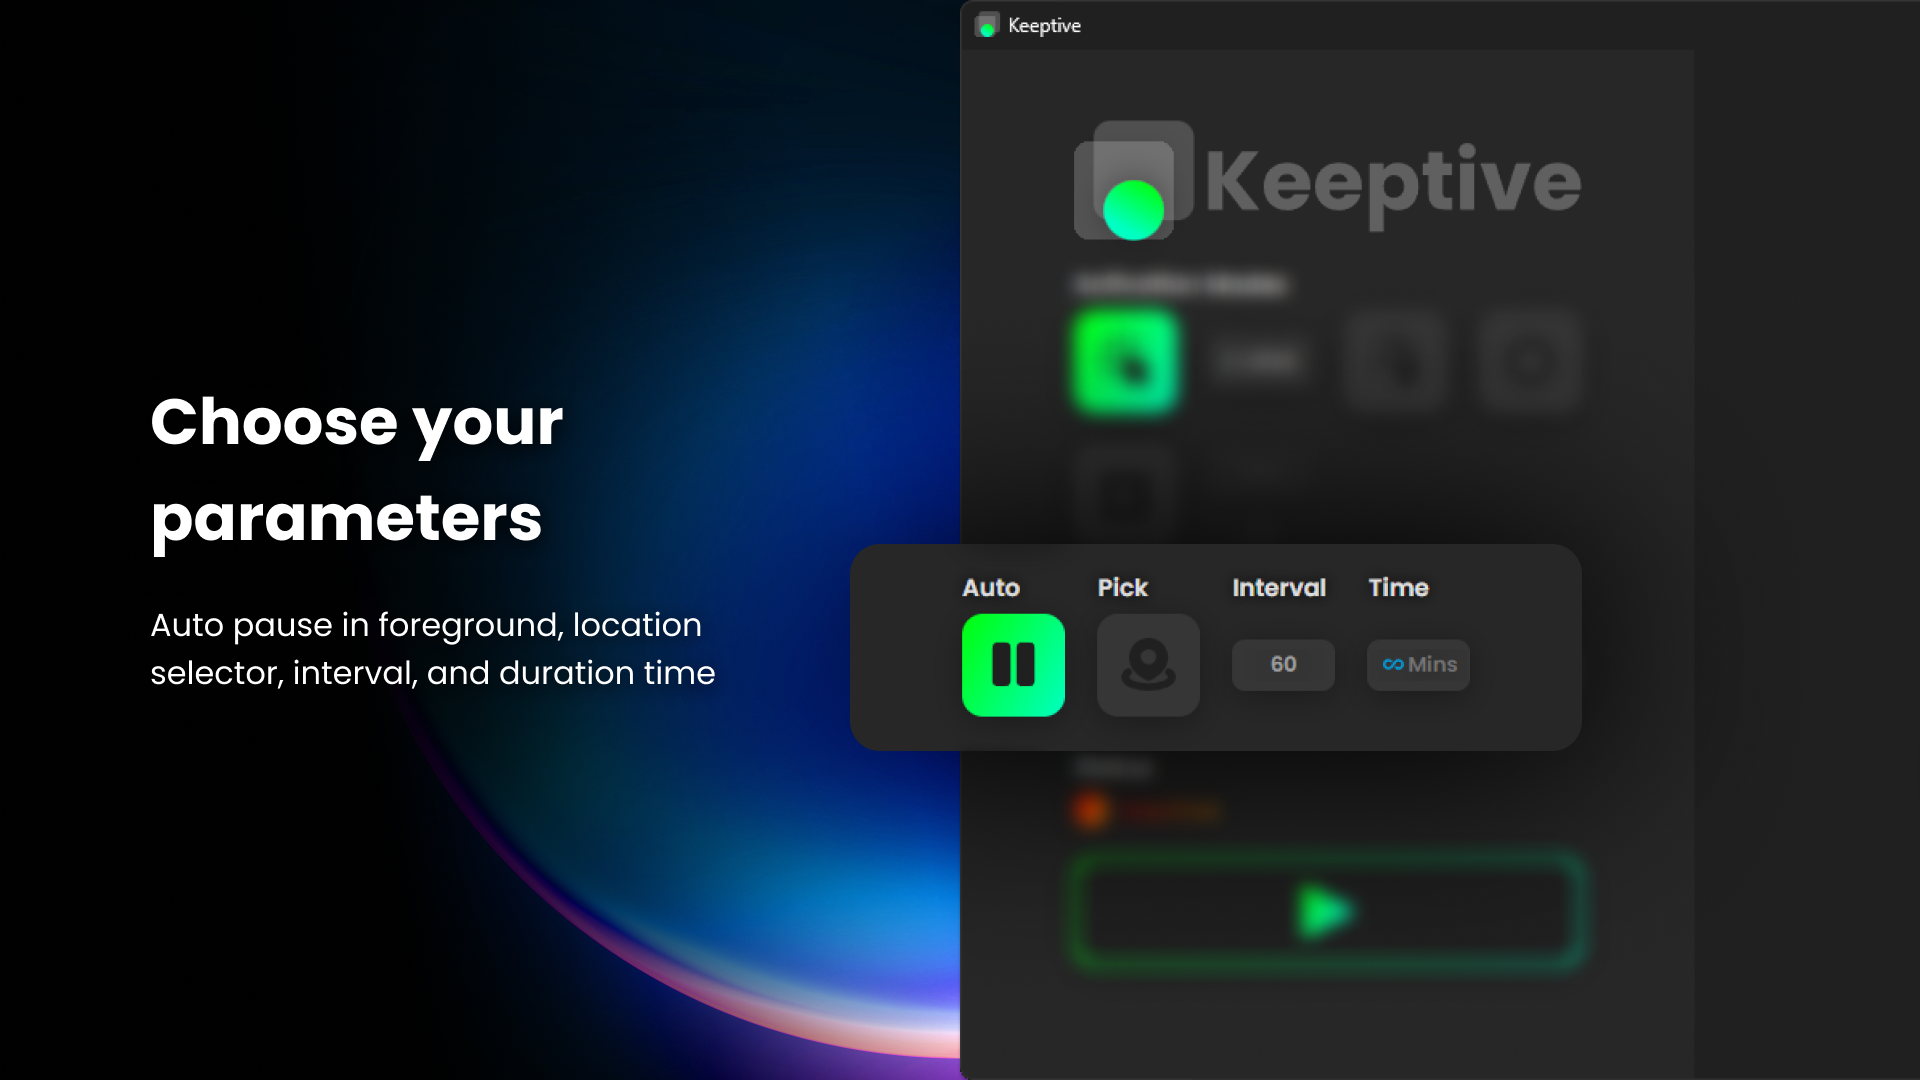 Keeptive
Keeptive
Choose your
parameters
Auto pause in foreground, location
selector, interval, and duration time
Auto Pick Interval Time
60 ∞ Mins